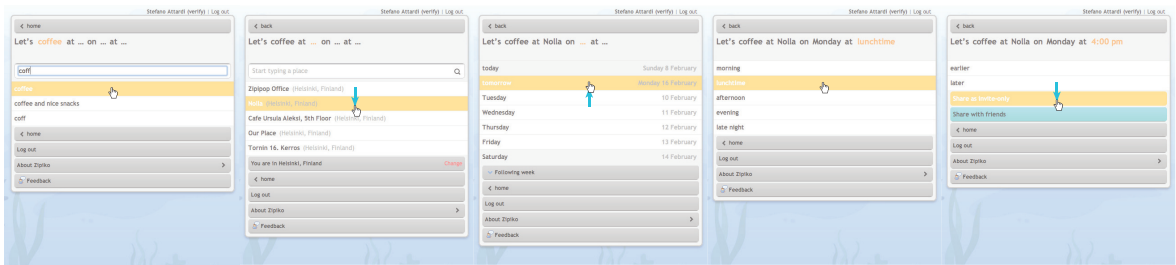 Stefano Attardi (verify) | Log out
< home
Let's coffee at … on … at …
coff
coffee
coffee and nice snacks
coff
< home
Log out
About Zipiko >
Feedback
Stefano Attardi (verify) | Log out
< back
Let's coffee at … on … at …
Start typing a place
Zipipop Office (Helsinki, Finland)
Nolla (Helsinki, Finland)
Cafe Ursula Aleksi, 5th Floor (Helsinki, Finland)
Our Place (Helsinki, Finland)
Tornin 16. Kerros (Helsinki, Finland)
You are in Helsinki, Finland Change
< home
Log out
About Zipiko >
Feedback
Stefano Attardi (verify) | Log out
< back
Let's coffee at Nolla on … at …
today Sunday 8 February
tomorrow Monday 16 February
Tuesday 10 February
Wednesday 11 February
Thursday 12 February
Friday 13 February
Saturday 14 February
Following week
< home
Log out
About Zipiko >
Feedback
Stefano Attardi (verify) | Log out
< back
Let's coffee at Nolla on Monday at lunchtime
morning
lunchtime
afternoon
evening
late night
< home
Log out
About Zipiko >
Feedback
Stefano Attardi (verify) | Log out
< back
Let's coffee at Nolla on Monday at 4:00 pm
earlier
later
Share as invite-only
Share with friends
< home
Log out
About Zipiko >
Feedback